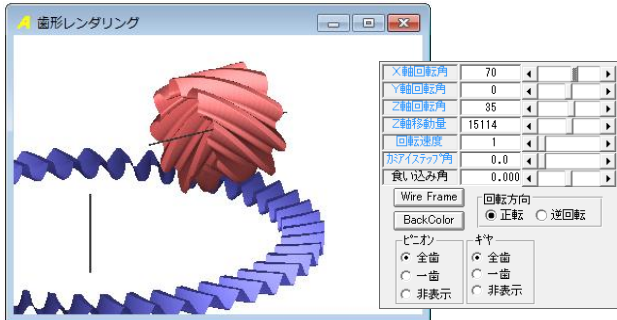 歯形レンダリング
X軸回転角 70
Y軸回転角 0
Z軸回転角 35
Z軸移動量 15114
回転速度 1
カミアイステップ角 0.0
食い込み角 0.000
Wire Frame
BackColor
回転方向
正転 逆回転
ピニオン
全歯
一歯
非表示
ギヤ
全歯
一歯
非表示